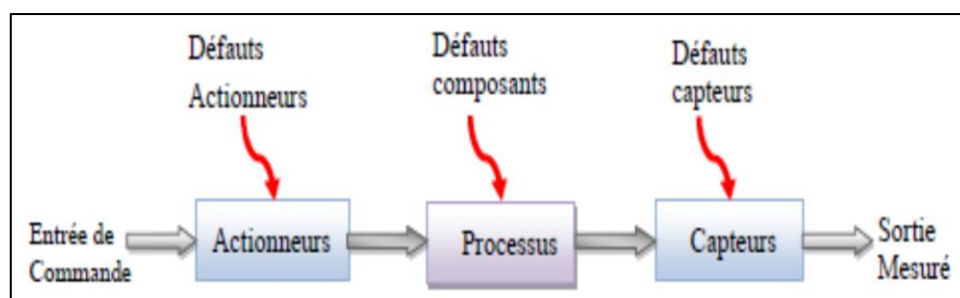 Défauts
Actionneurs
Défauts
composants
Défauts
capteurs
Entrée de
Commande
Actionneurs
Processus
Capteurs
Sortie
Mesuré